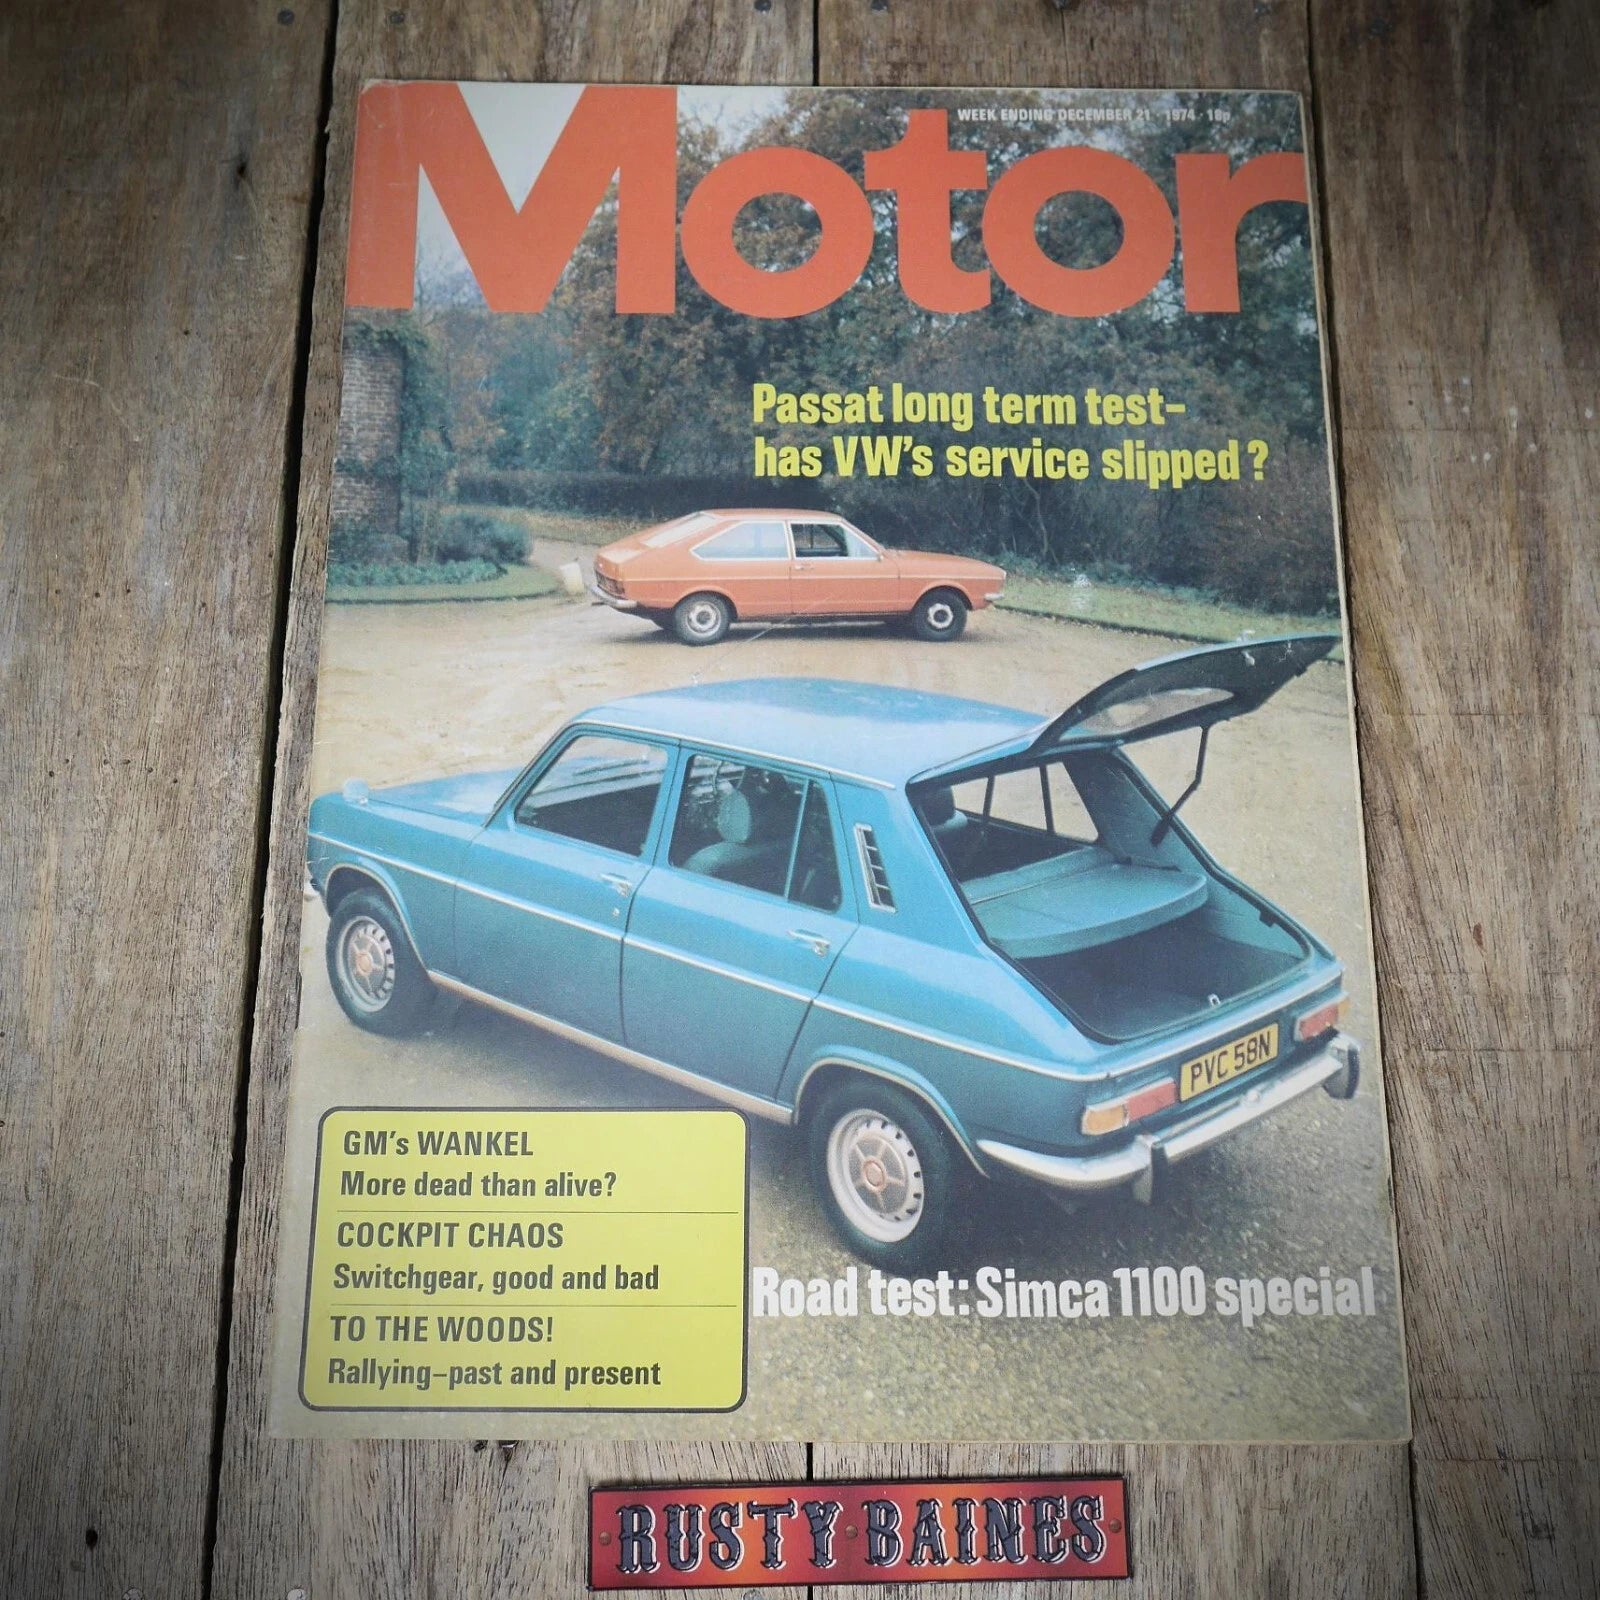 WEEK ENDING DECEMBER 21 · 1974 · 18p
Motor
Passat long term test–
has VW's service slipped?
PVC 58N
GM's WANKEL
More dead than alive?
COCKPIT CHAOS
Switchgear, good and bad
TO THE WOODS!
Rallying–past and present
Road test: Simca 1100 special
RUSTY BAINES